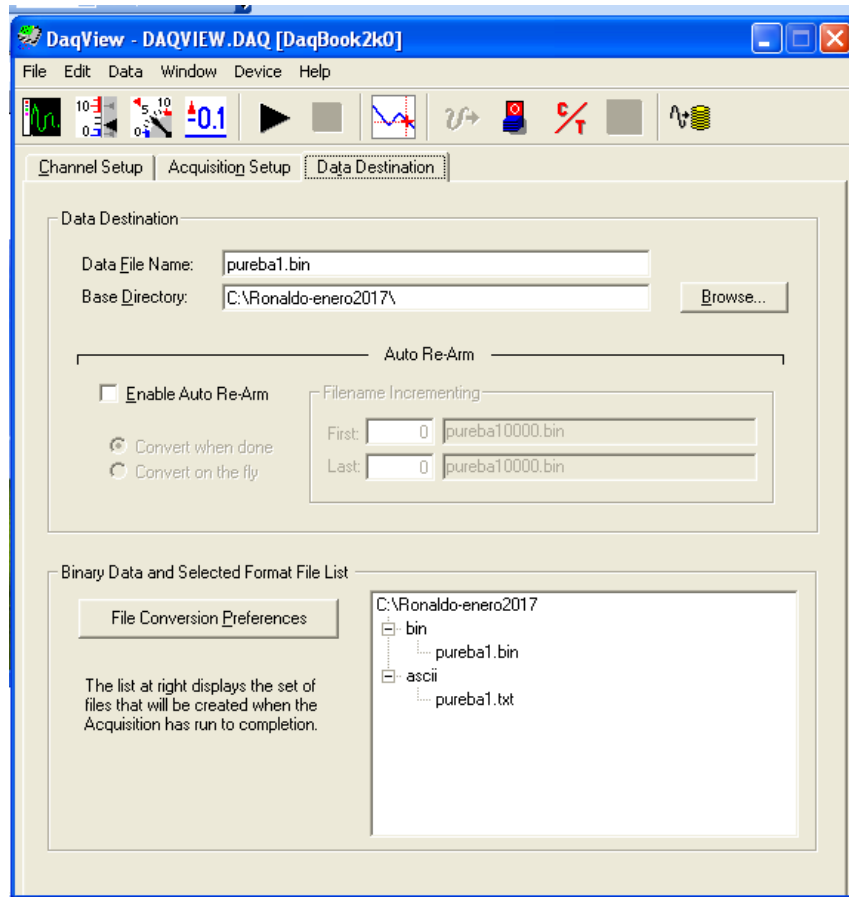 DaqView - DAQVIEW.DAQ [DaqBook2k0]
File Edit Data Window Device Help
Channel Setup Acquisition Setup Data Destination
Data Destination
Data File Name: pureba1.bin
Base Directory: C:\Ronaldo-enero2017\ Browse...
Auto Re-Arm
Enable Auto Re-Arm Filename Incrementing
First: 0 pureba10000.bin
Convert when done
Last: 0 pureba10000.bin
Convert on the fly
Binary Data and Selected Format File List
File Conversion Preferences
The list at right displays the set of
files that will be created when the
Acquisition has run to completion.
C:\Ronaldo-enero2017
bin
pureba1.bin
ascii
pureba1.txt